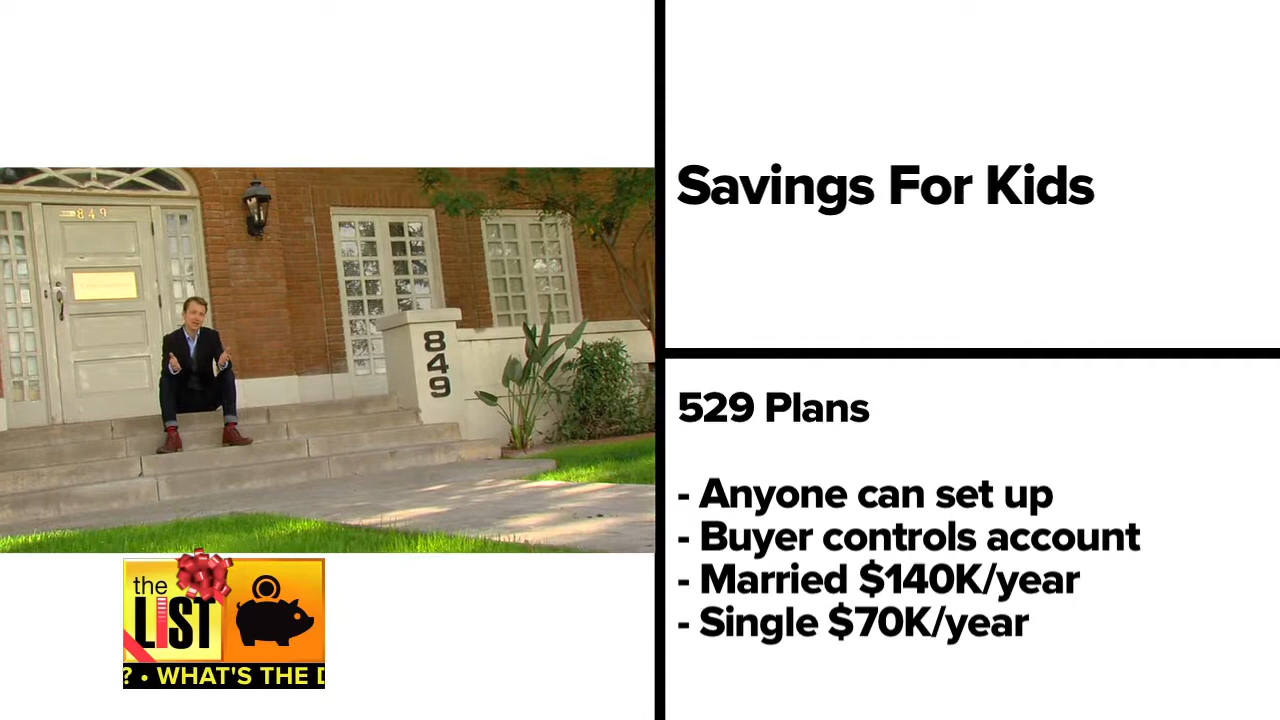 Savings For Kids
529 Plans
- Anyone can set up
- Buyer controls account
- Married $140K/year
- Single $70K/year
849
849
the
LiST
? • WHAT'S THE